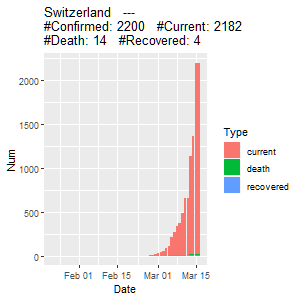 Switzerland   ---
#Confirmed: 2200   #Current: 2182
#Death: 14   #Recovered: 4
2000
1500
1000
500
0
Num
Feb 01   Feb 15   Mar 01   Mar 15
Date
Type
current
death
recovered